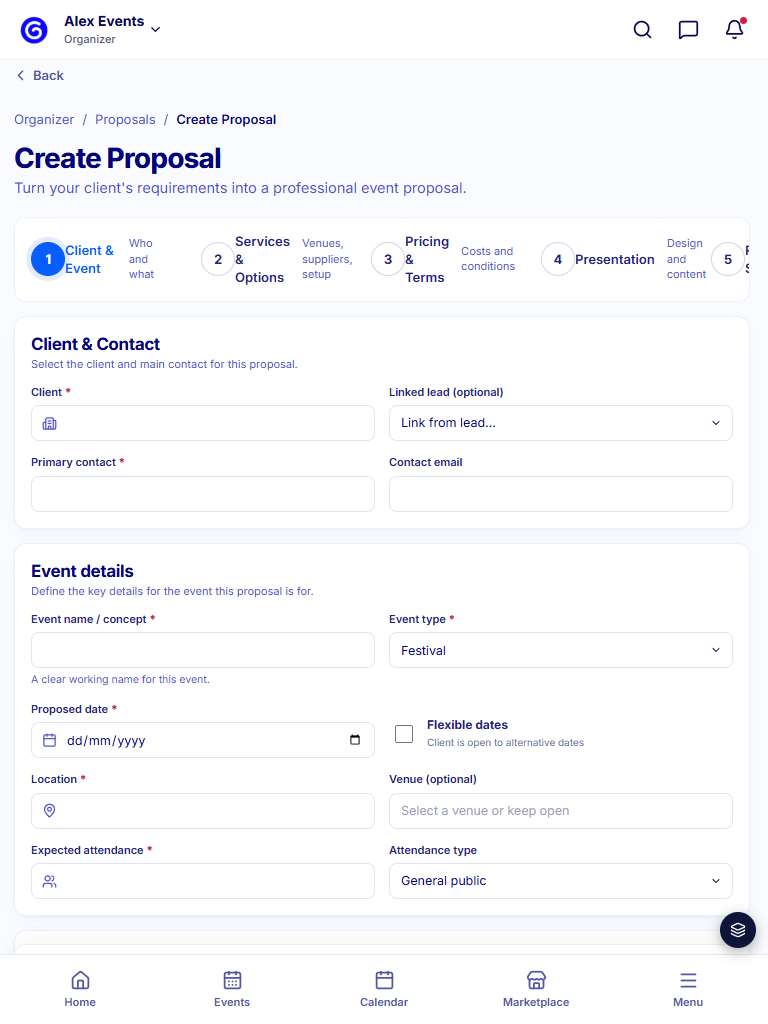 Alex Events
Organizer
Back
Organizer / Proposals / Create Proposal
Create Proposal
Turn your client's requirements into a professional event proposal.
1 Client & Event Who and what
2 Services & Options Venues, suppliers, setup
3 Pricing & Terms Costs and conditions
4 Presentation Design and content
5
Client & Contact
Select the client and main contact for this proposal.
Client * Linked lead (optional)
Link from lead...
Primary contact * Contact email
Event details
Define the key details for the event this proposal is for.
Event name / concept * Event type *
Festival
A clear working name for this event.
Proposed date *
dd/mm/yyyy
Flexible dates
Client is open to alternative dates
Location * Venue (optional)
Select a venue or keep open
Expected attendance * Attendance type
General public
Home Events Calendar Marketplace Menu